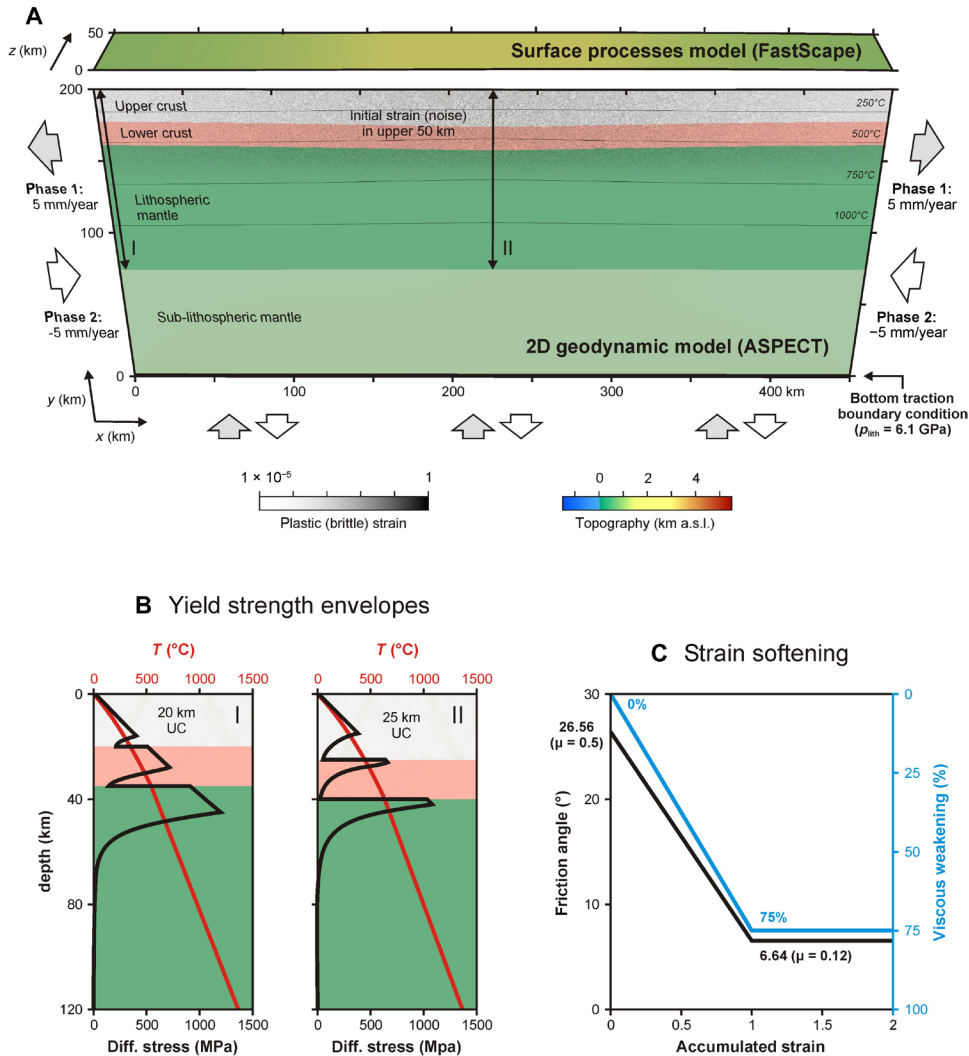 A
z (km)
50
0
Surface processes model (FastScape)
200
100
0
Upper crust
Lower crust
Initial strain (noise)
in upper 50 km
250°C
500°C
750°C
1000°C
Lithospheric
mantle
I
II
Phase 1:
5 mm/year
Phase 1:
5 mm/year
Phase 2:
-5 mm/year
Phase 2:
−5 mm/year
Sub-lithospheric mantle
2D geodynamic model (ASPECT)
y (km)
x (km)
0
100
200
300
400 km
Bottom traction
boundary condition
(plith = 6.1 GPa)
1 × 10−5
1
Plastic (brittle) strain
0
2
4
Topography (km a.s.l.)
B Yield strength envelopes
T (°C)
0
500
1000
1500
20 km
UC
I
0
40
80
120
depth (km)
0
500
1000
1500
Diff. stress (MPa)
T (°C)
0
500
1000
1500
25 km
UC
II
0
500
1000
1500
Diff. stress (Mpa)
C Strain softening
30
20
10
0
Friction angle (°)
26.56
(μ = 0.5)
0%
75%
6.64 (μ = 0.12)
0
25
50
75
100
Viscous weakening (%)
0
0.5
1
1.5
2
Accumulated strain